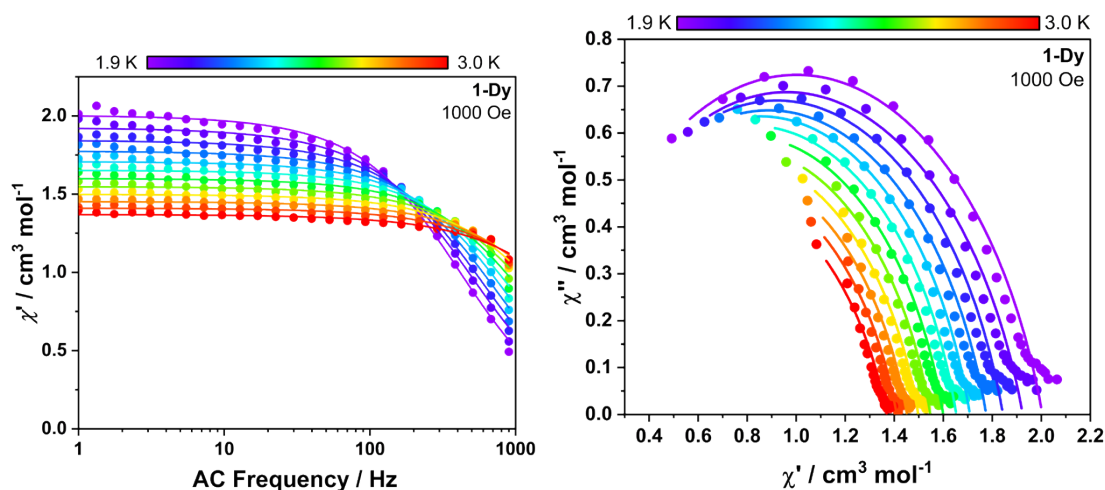 1.9 K 3.0 K
1-Dy
1000 Oe
2.0
1.5
1.0
0.5
0.0
1 10 100 1000
AC Frequency / Hz
χ' / cm³ mol⁻¹
1.9 K 3.0 K
1-Dy
1000 Oe
0.8
0.7
0.6
0.5
0.4
0.3
0.2
0.1
0.0
0.4 0.6 0.8 1.0 1.2 1.4 1.6 1.8 2.0 2.2
χ' / cm³ mol⁻¹
χ'' / cm³ mol⁻¹